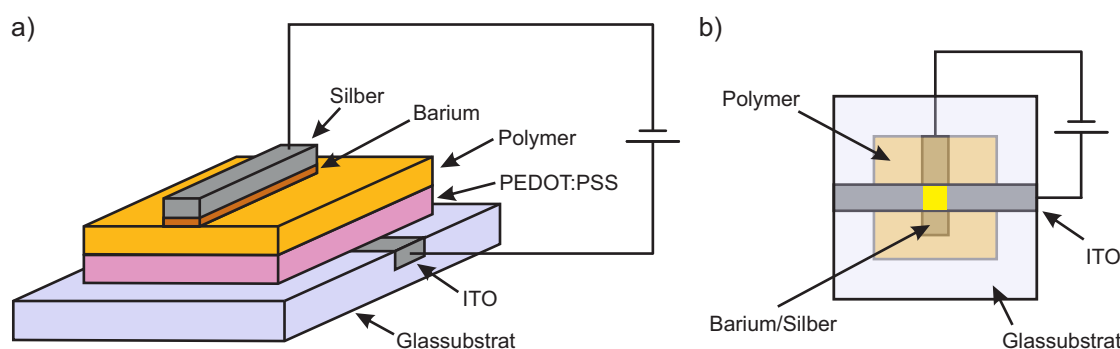 a)
Silber
Barium
Polymer
PEDOT:PSS
ITO
Glassubstrat
b)
Polymer
ITO
Barium/Silber
Glassubstrat